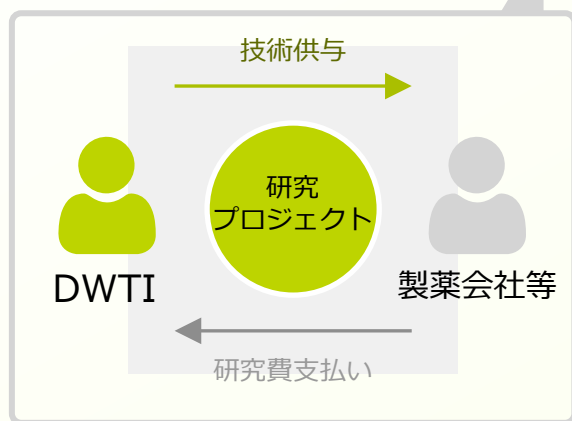 技術供与
研究
プロジェクト
DWTI
製薬会社等
研究費支払い